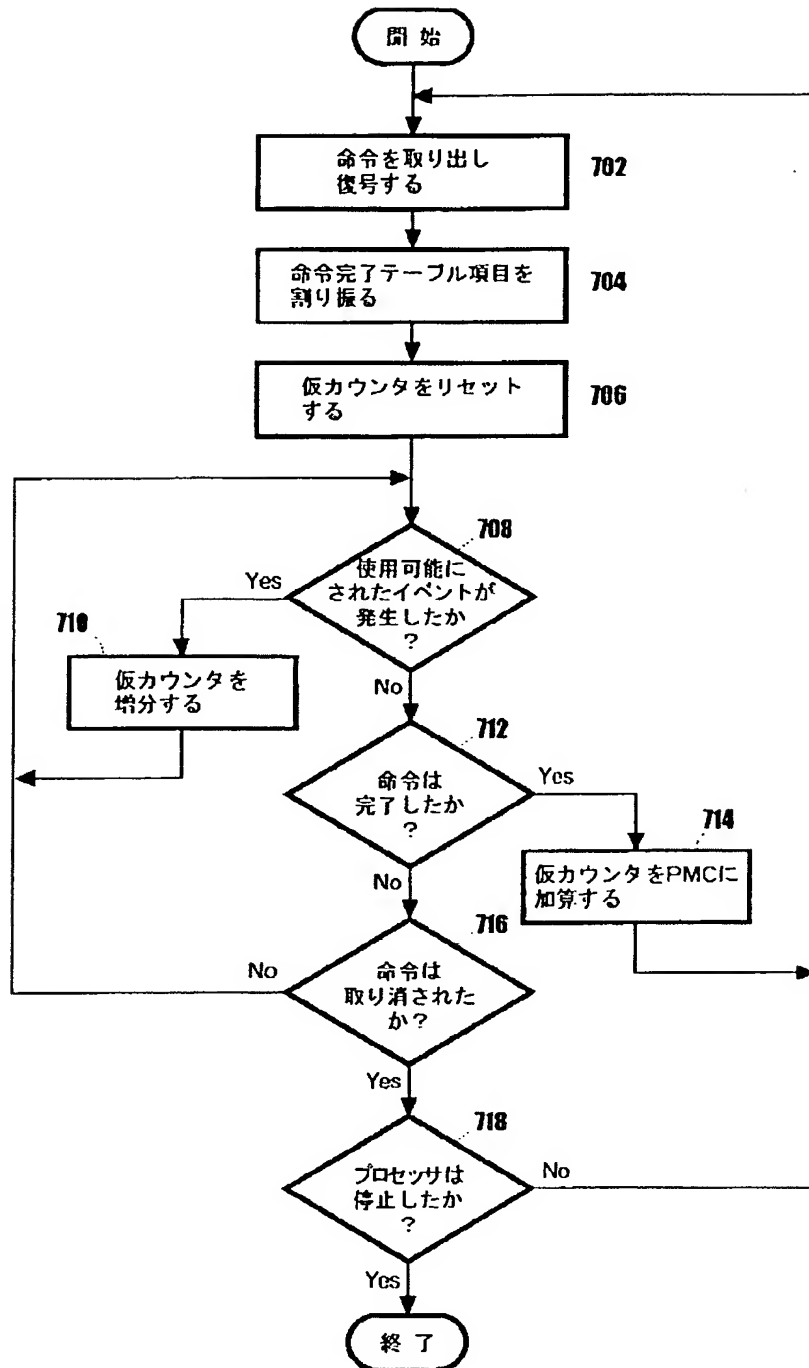 開始
命令を取り出し
復号する
702
命令完了テーブル項目を
割り振る
704
仮カウンタをリセット
する
706
708
使用可能に
されたイベントが
発生したか
?
Yes
No
710
仮カウンタを
増分する
712
命令は
完了したか
?
Yes
No
714
仮カウンタをPMCに
加算する
716
命令は
取り消された
か?
No
Yes
718
プロセッサは
停止したか
?
No
Yes
終了